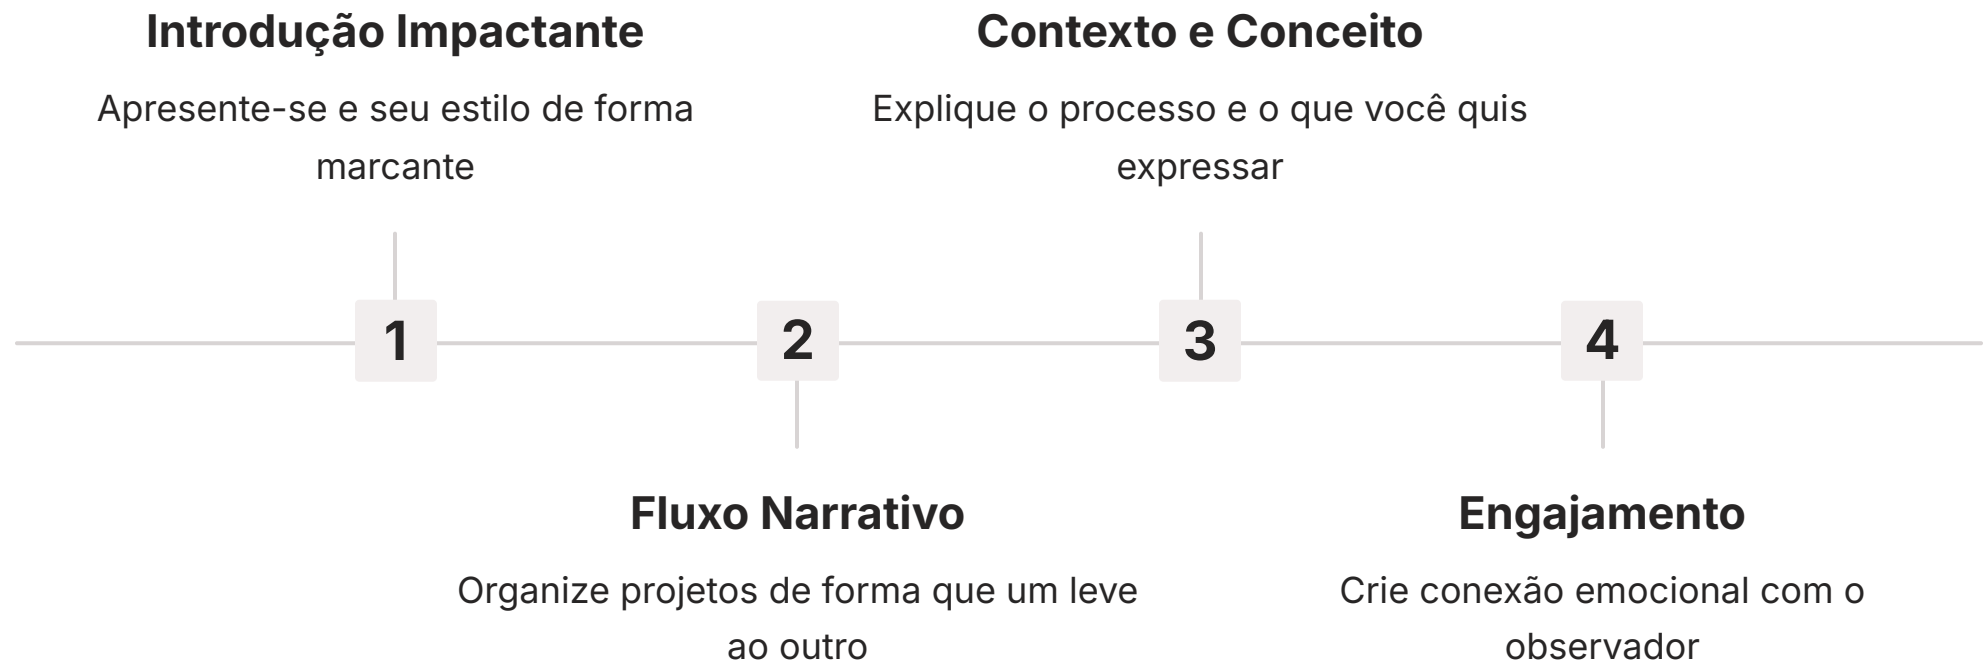 Introdução Impactante
Apresente-se e seu estilo de forma
marcante
Contexto e Conceito
Explique o processo e o que você quis
expressar
1
2
3
4
Fluxo Narrativo
Organize projetos de forma que um leve
ao outro
Engajamento
Crie conexão emocional com o
observador